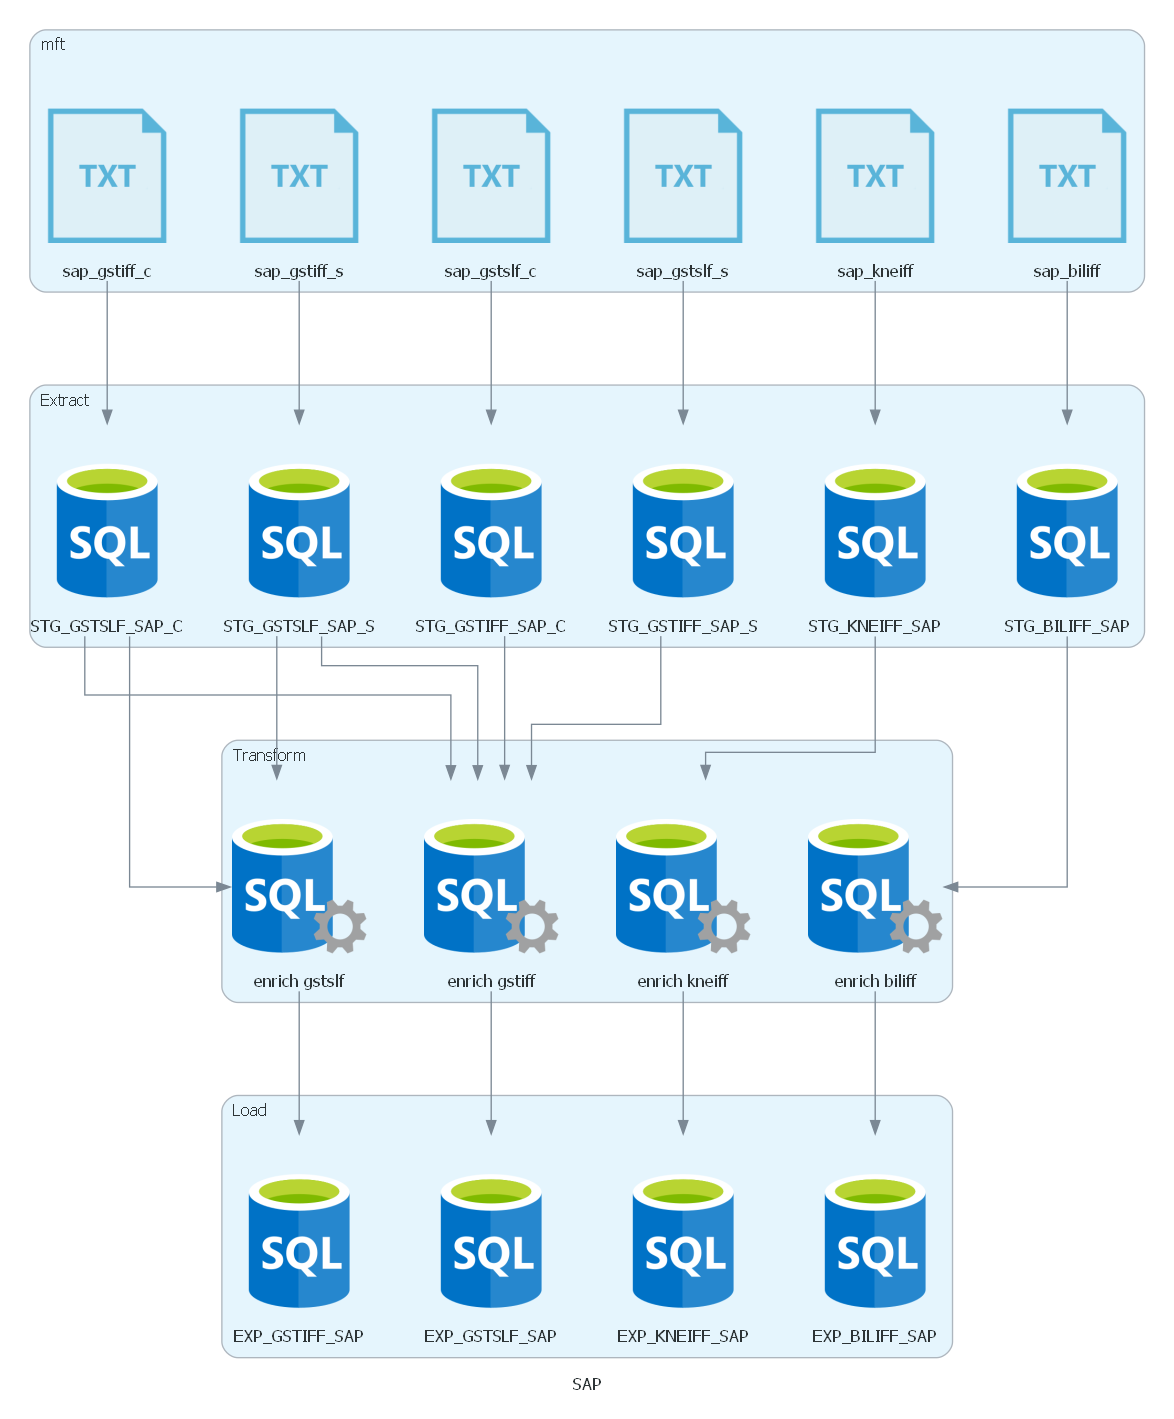 mft
TXT TXT TXT TXT TXT TXT
sap_gstiff_c sap_gstiff_s sap_gstslf_c sap_gstslf_s sap_kneiff sap_biliff
Extract
SQL SQL SQL SQL SQL SQL
STG_GSTSLF_SAP_C STG_GSTSLF_SAP_S STG_GSTIFF_SAP_C STG_GSTIFF_SAP_S STG_KNEIFF_SAP STG_BILIFF_SAP
Transform
SQL SQL SQL SQL
enrich gstslf enrich gstiff enrich kneiff enrich biliff
Load
SQL SQL SQL SQL
EXP_GSTIFF_SAP EXP_GSTSLF_SAP EXP_KNEIFF_SAP EXP_BILIFF_SAP
SAP